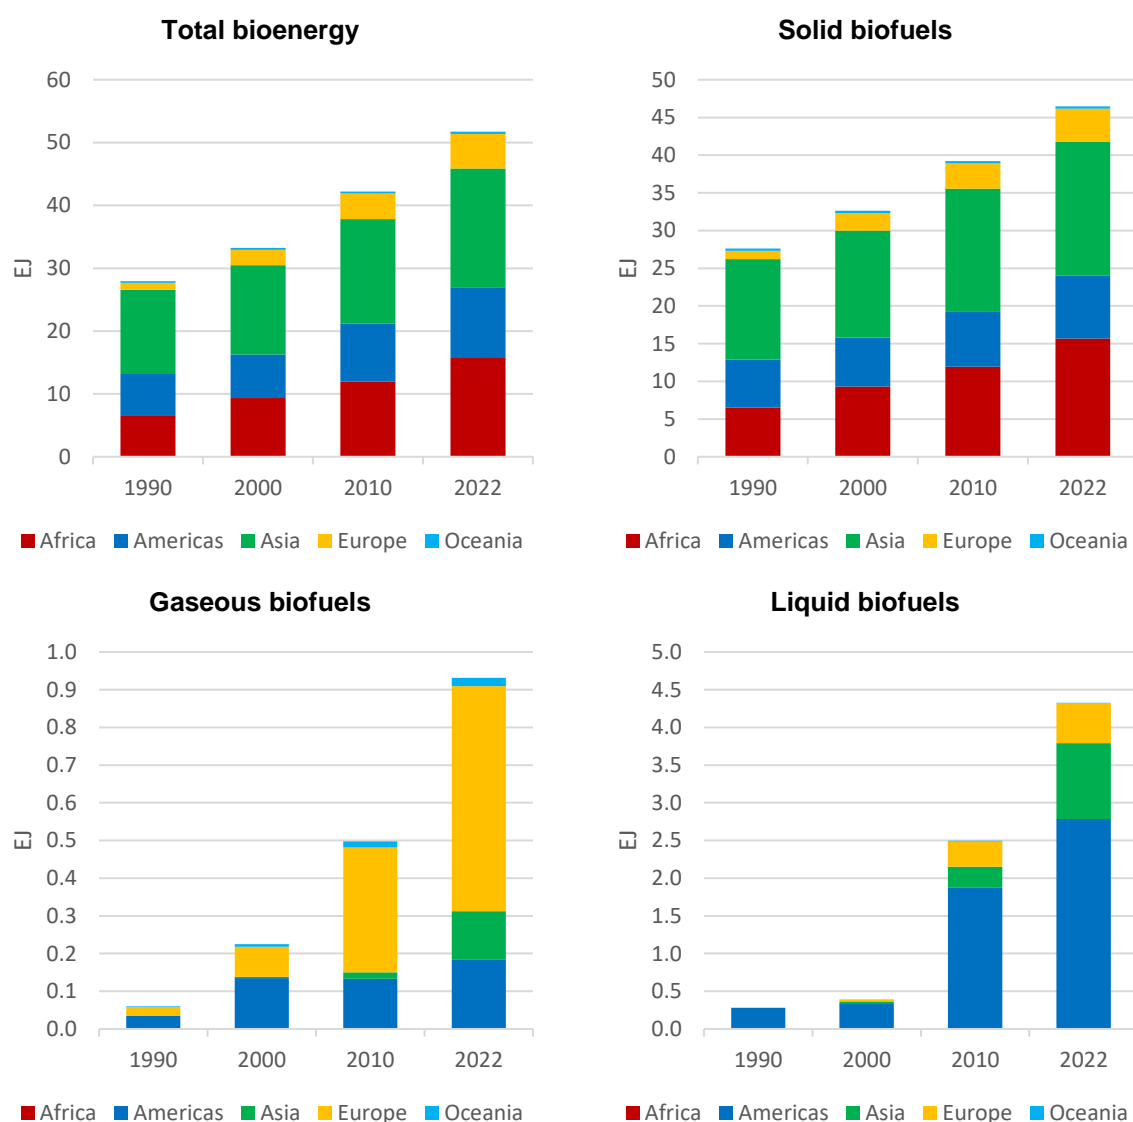 Total bioenergy
60
50
40
30
20
10
0
EJ
1990 2000 2010 2022
Africa Americas Asia Europe Oceania
Solid biofuels
50
45
40
35
30
25
20
15
10
5
0
EJ
1990 2000 2010 2022
Africa Americas Asia Europe Oceania
Gaseous biofuels
1.0
0.9
0.8
0.7
0.6
0.5
0.4
0.3
0.2
0.1
0.0
EJ
1990 2000 2010 2022
Africa Americas Asia Europe Oceania
Liquid biofuels
5.0
4.5
4.0
3.5
3.0
2.5
2.0
1.5
1.0
0.5
0.0
EJ
1990 2000 2010 2022
Africa Americas Asia Europe Oceania